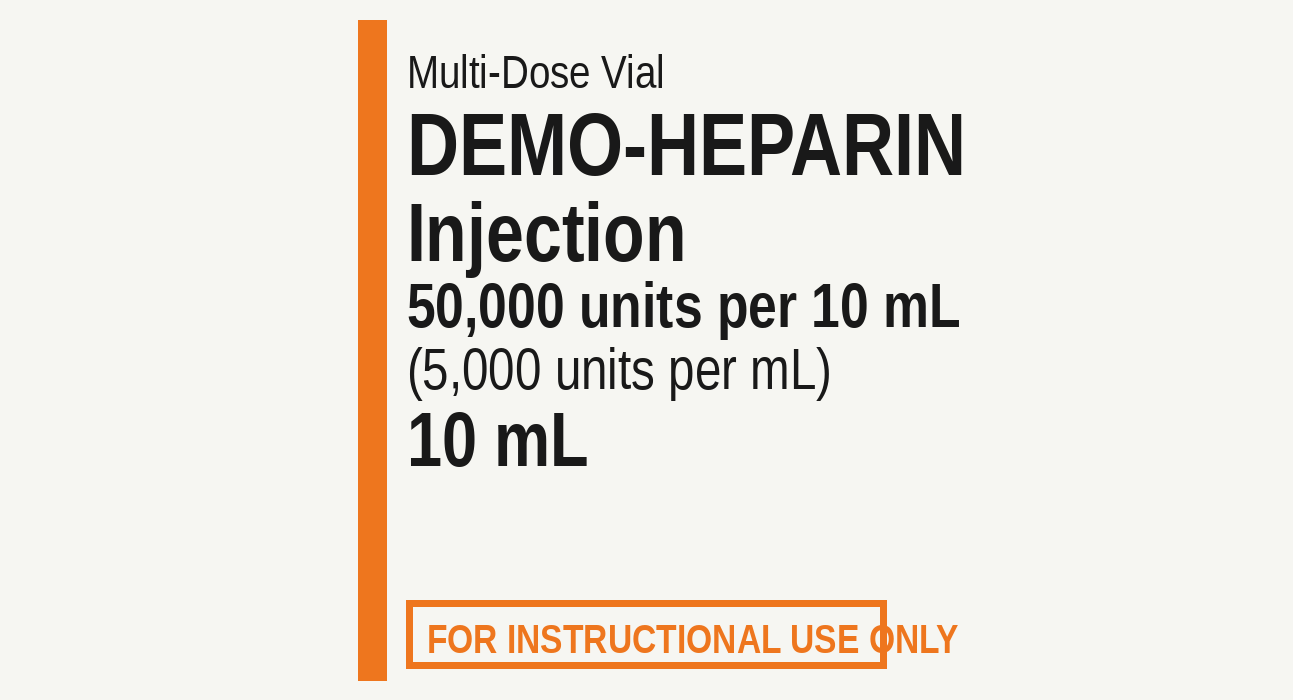 Multi-Dose Vial
DEMO-HEPARIN
Injection
50,000 units per 10 mL
(5,000 units per mL)
10 mL
FOR INSTRUCTIONAL USE ONLY